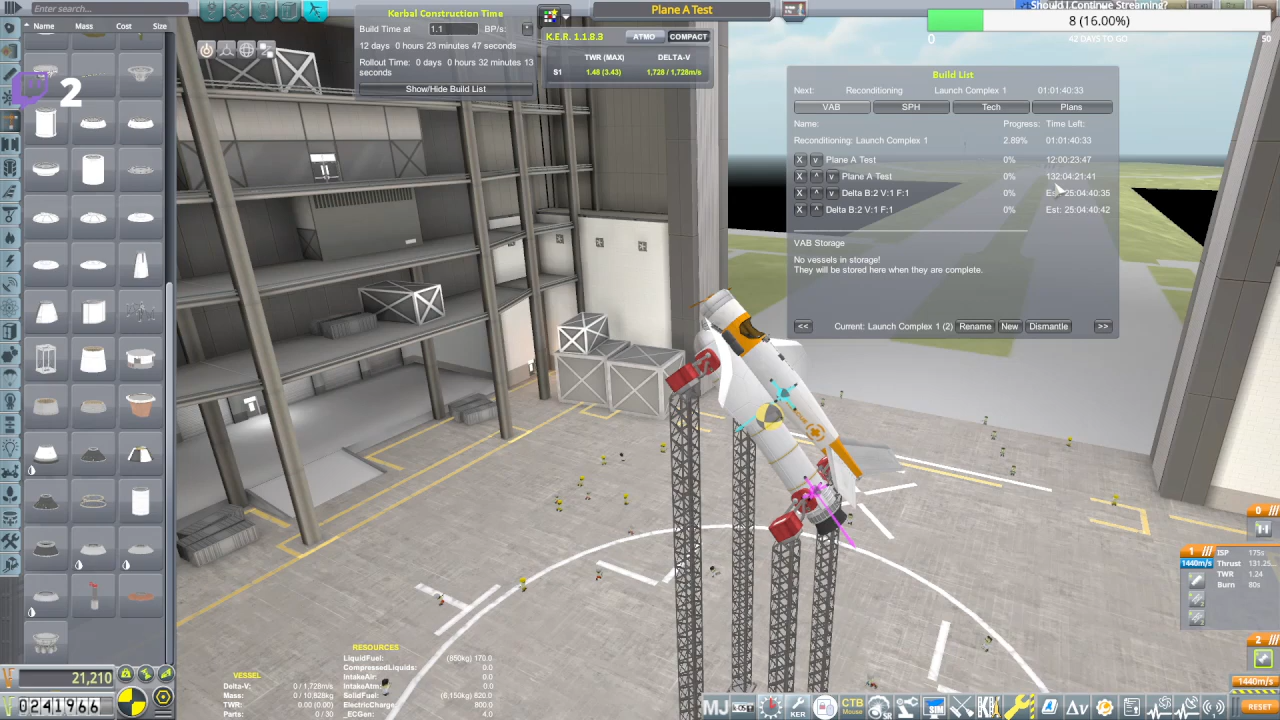 Enter search...
Name
Mass
Cost
Size
2
Kerbal Construction Time
Build Time at 1.1 BP/s:
12 days 0 hours 23 minutes 47 seconds
Rollout Time: 0 days 0 hours 32 minutes 13
seconds
Show/Hide Build List
K.E.R. 1.1.8.3 ATMO COMPACT
TWR (MAX) DELTA-V
S1 1.48 (3.43) 1,728 / 1,728m/s
Plane A Test
Should I Continue Streaming?
8 (16.00%)
0 50
42 DAYS TO GO
Build List
Next: Reconditioning Launch Complex 1 01:01:40:33
VAB SPH Tech Plans
Name: Progress: Time Left:
Reconditioning: Launch Complex 1 2.89% 01:01:40:33
X v Plane A Test 0% 12:00:23:47
X ^ v Plane A Test 0% 132:04:21:41
X ^ v Delta B:2 V:1 F:1 0% Est: 25:04:40:35
X ^ Delta B:2 V:1 F:1 0% Est: 25:04:40:42
VAB Storage
No vessels in storage!
They will be stored here when they are complete.
<< Current: Launch Complex 1 (2) Rename New Dismantle >>
0
1
1440m/s
ISP 175s
Thrust 131.25...
TWR 1.24
Burn 80s
2
1440m/s
RESET
21,210
0241966
VESSEL
Delta-V: 0 / 1,728m/s
Mass: 0 / 10,828kg
TWR: 0.00 (0.00)
Parts: 0 / 30
RESOURCES
LiquidFuel: (850kg) 170.0
CompressedLiquids: 0.0
IntakeAir: 0.0
IntakeAtm: 0.0
SolidFuel: (6,150kg) 820.0
ElectricCharge: 800.0
_ECGen: 4.0
MJ
KER
CTB
Mouse
SR
SIM
Δv